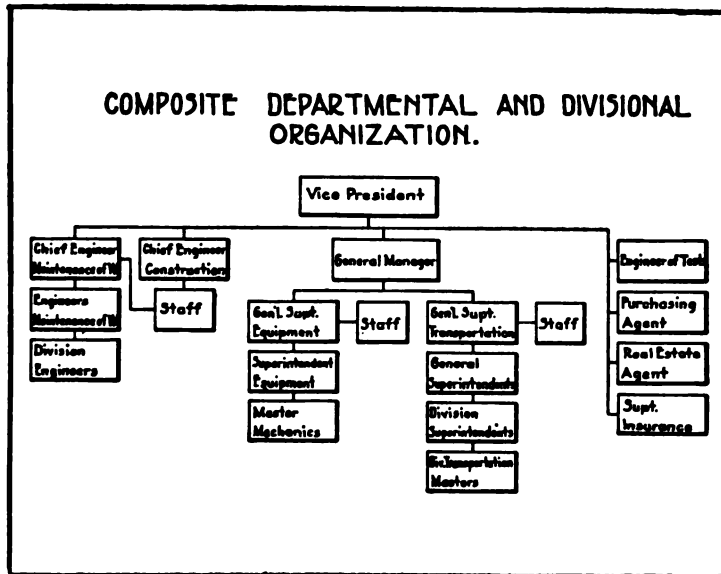 COMPOSITE DEPARTMENTAL AND DIVISIONAL
ORGANIZATION.
Vice President
Chief Engineer
Maintenance of W
Chief Engineer
Construction
General Manager
Engineer of Test
Engineers
Maintenance of W
Staff
Gen'l Supt.
Equipment
Staff
Gen'l Supt.
Transportation
Staff
Purchasing
Agent
Division
Engineers
Superintendent
Equipment
General
Superintendents
Real Estate
Agent
Master
Mechanics
Division
Superintendents
Supt.
Insurance
Div. Transportation
Masters